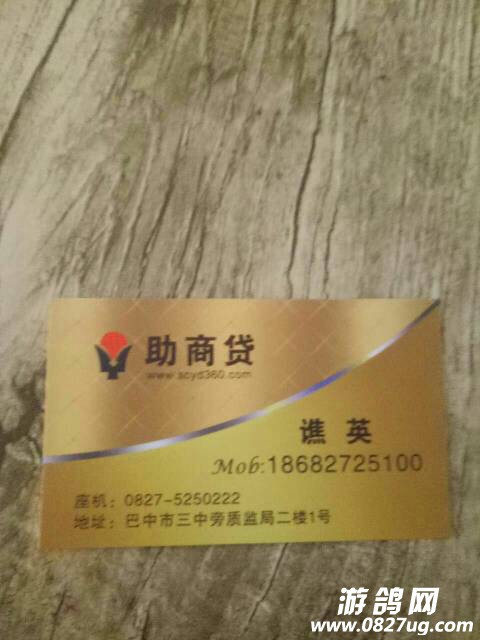 助商贷
www.scyd360.com
谯 英
Mob:18682725100
座机：0827-5250222
地址：巴中市三中旁质监局二楼1号
游鸽网
www.0827ug.com